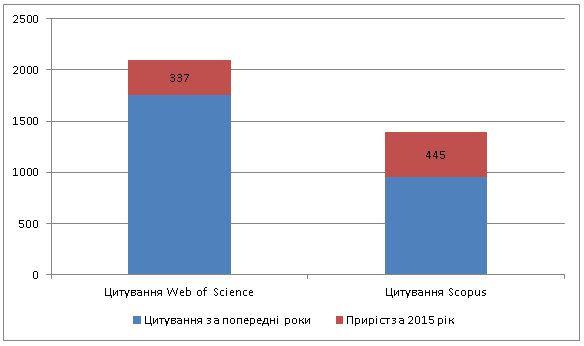 2500
2000
1500
1000
500
0
337
445
Цитування Web of Science
Цитування Scopus
Цитування за попередні роки
Приріст за 2015 рік